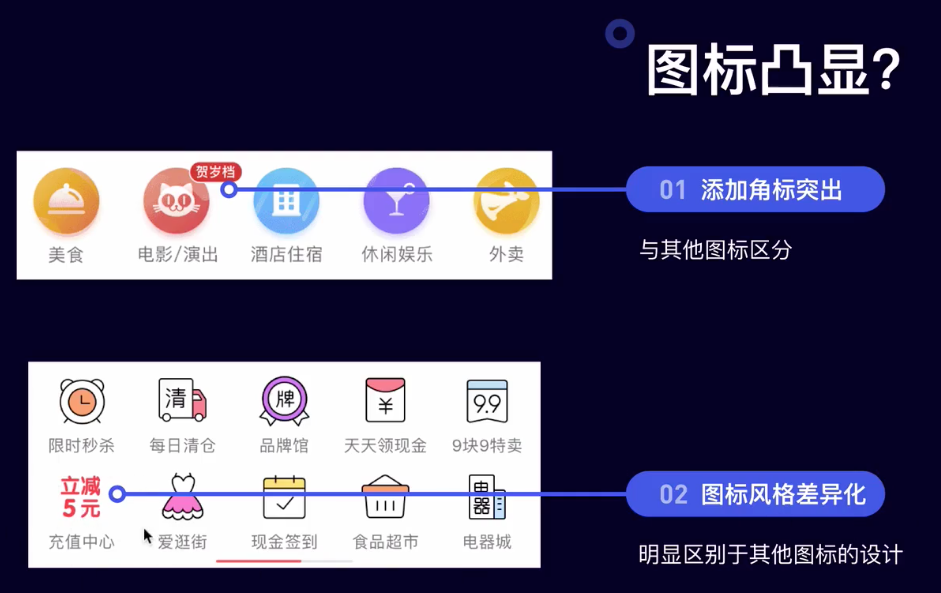 图标凸显?
贺岁档
美食 电影/演出 酒店住宿 休闲娱乐 外卖
01 添加角标突出
与其他图标区分
清 牌 ¥ 9.9
限时秒杀 每日清仓 品牌馆 天天领现金 9块9特卖
立减
5元
电器
充值中心 爱逛街 现金签到 食品超市 电器城
02 图标风格差异化
明显区别于其他图标的设计